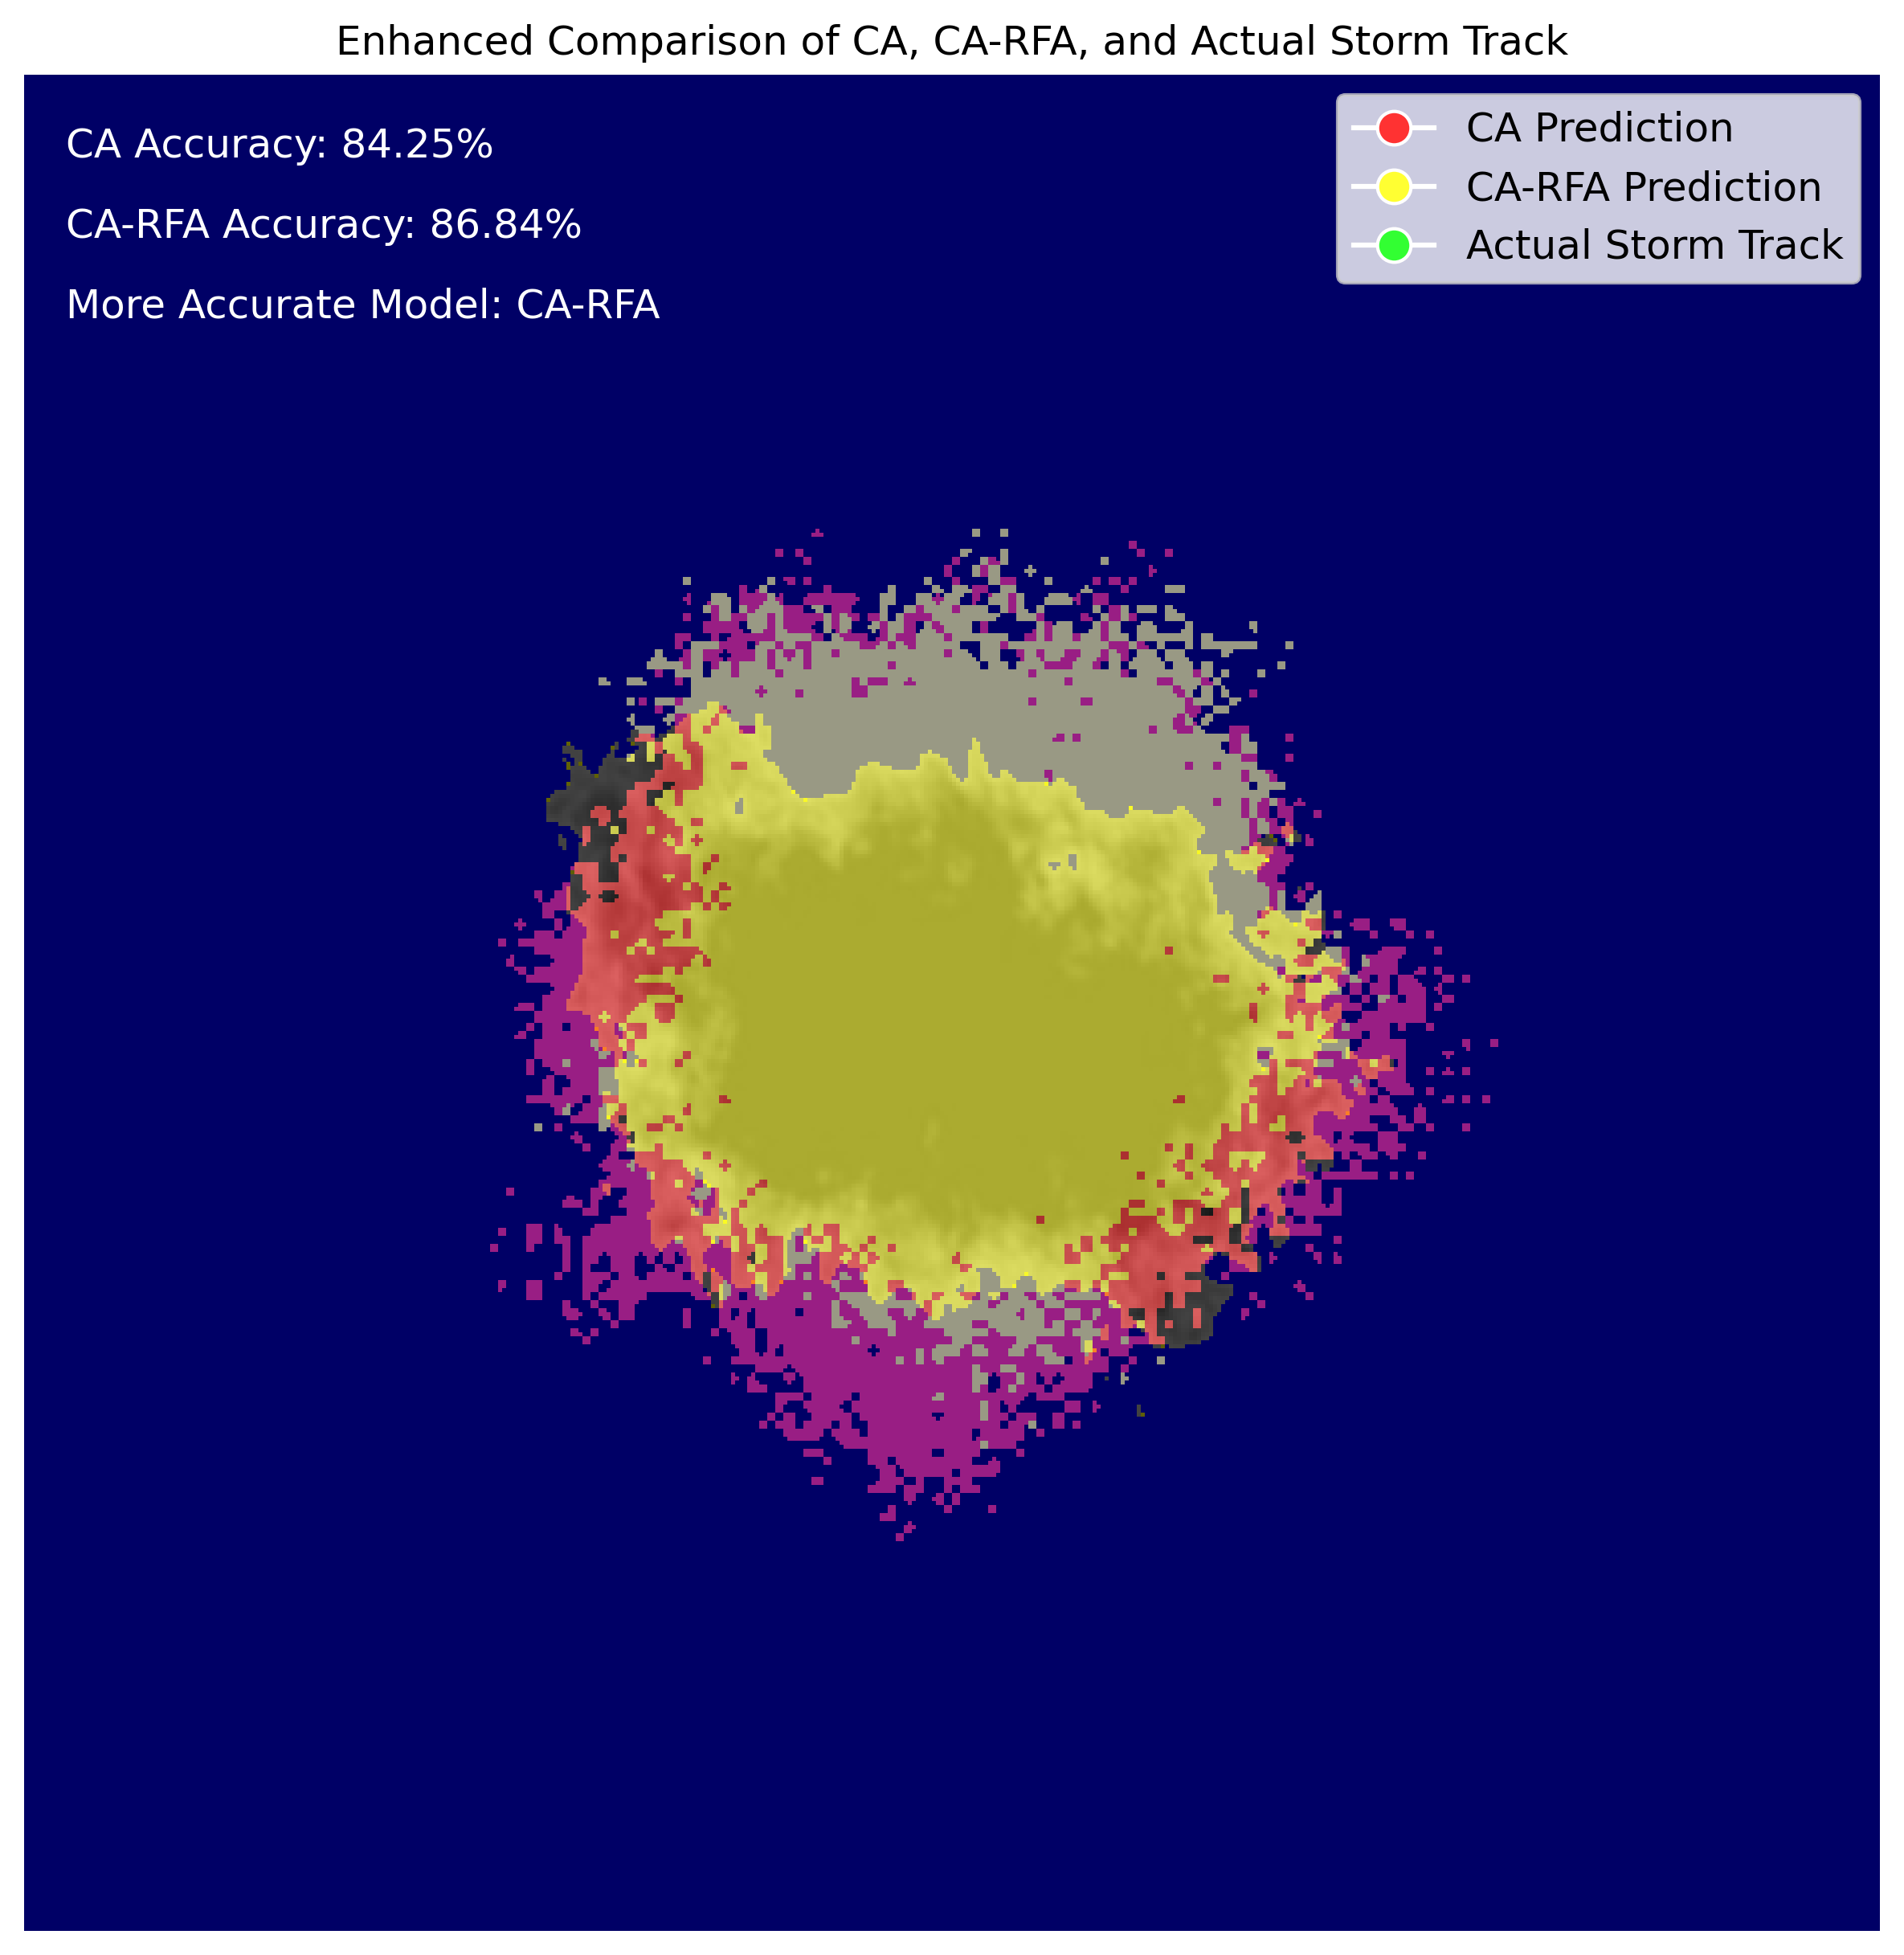 Enhanced Comparison of CA, CA-RFA, and Actual Storm Track
CA Accuracy: 84.25%
CA-RFA Accuracy: 86.84%
More Accurate Model: CA-RFA
CA Prediction
CA-RFA Prediction
Actual Storm Track